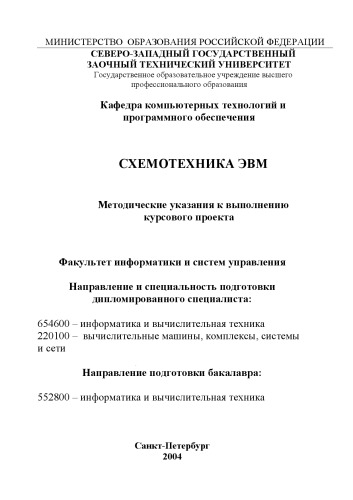 МИНИСТЕРСТВО ОБРАЗОВАНИЯ РОССИЙСКОЙ ФЕДЕРАЦИИ
СЕВЕРО-ЗАПАДНЫЙ ГОСУДАРСТВЕННЫЙ
ЗАОЧНЫЙ ТЕХНИЧЕСКИЙ УНИВЕРСИТЕТ
Государственное образовательное учреждение высшего
профессионального образования
Кафедра компьютерных технологий и
программного обеспечения
СХЕМОТЕХНИКА ЭВМ
Методические указания к выполнению
курсового проекта
Факультет информатики и систем управления
Направление и специальность подготовки
дипломированного специалиста:
654600 – информатика и вычислительная техника
220100 – вычислительные машины, комплексы, системы
и сети
Направление подготовки бакалавра:
552800 – информатика и вычислительная техника
Санкт-Петербург
2004